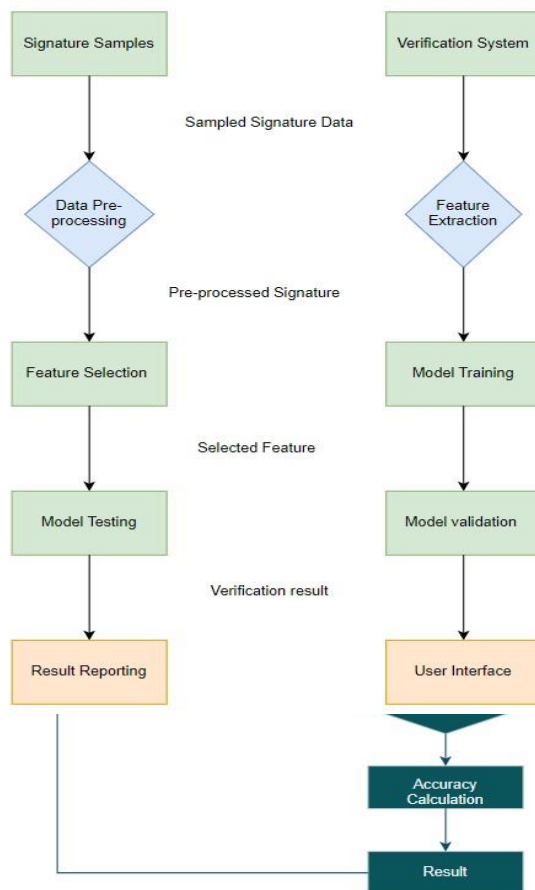 Signature Samples
Verification System
Sampled Signature Data
Data Pre-
processing
Feature
Extraction
Pre-processed Signature
Feature Selection
Model Training
Selected Feature
Model Testing
Model validation
Verification result
Result Reporting
User Interface
Accuracy
Calculation
Result